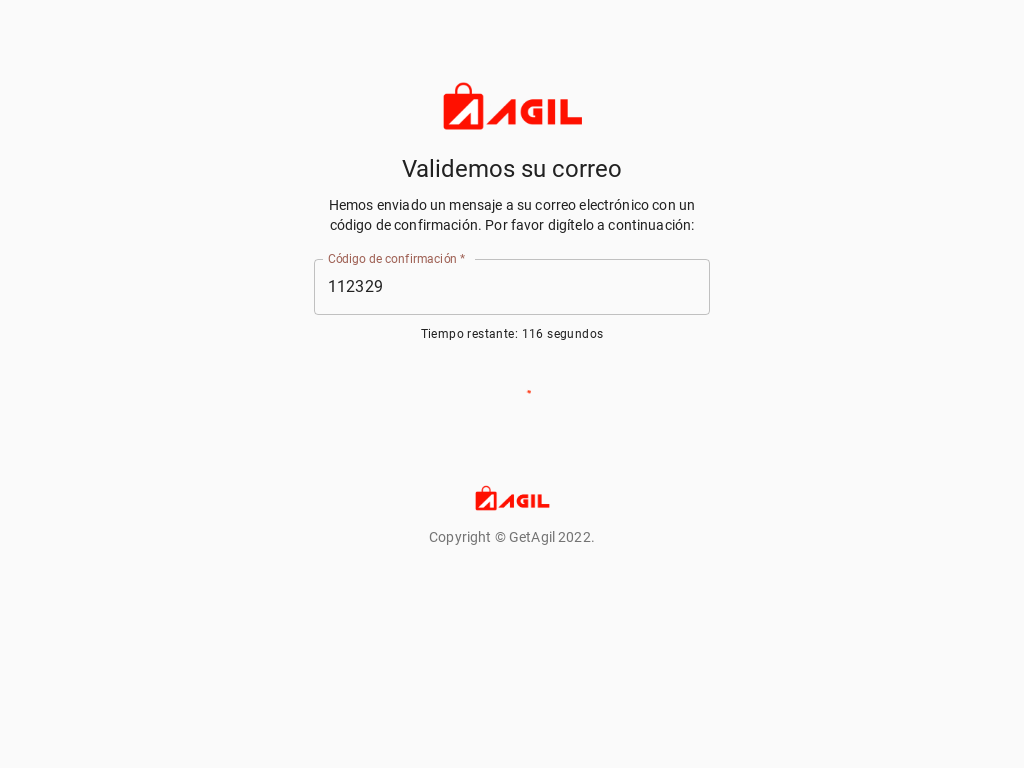 AGIL
Validemos su correo
Hemos enviado un mensaje a su correo electrónico con un
código de confirmación. Por favor digítelo a continuación:
Código de confirmación *
112329
Tiempo restante: 116 segundos
AGIL
Copyright © GetAgil 2022.